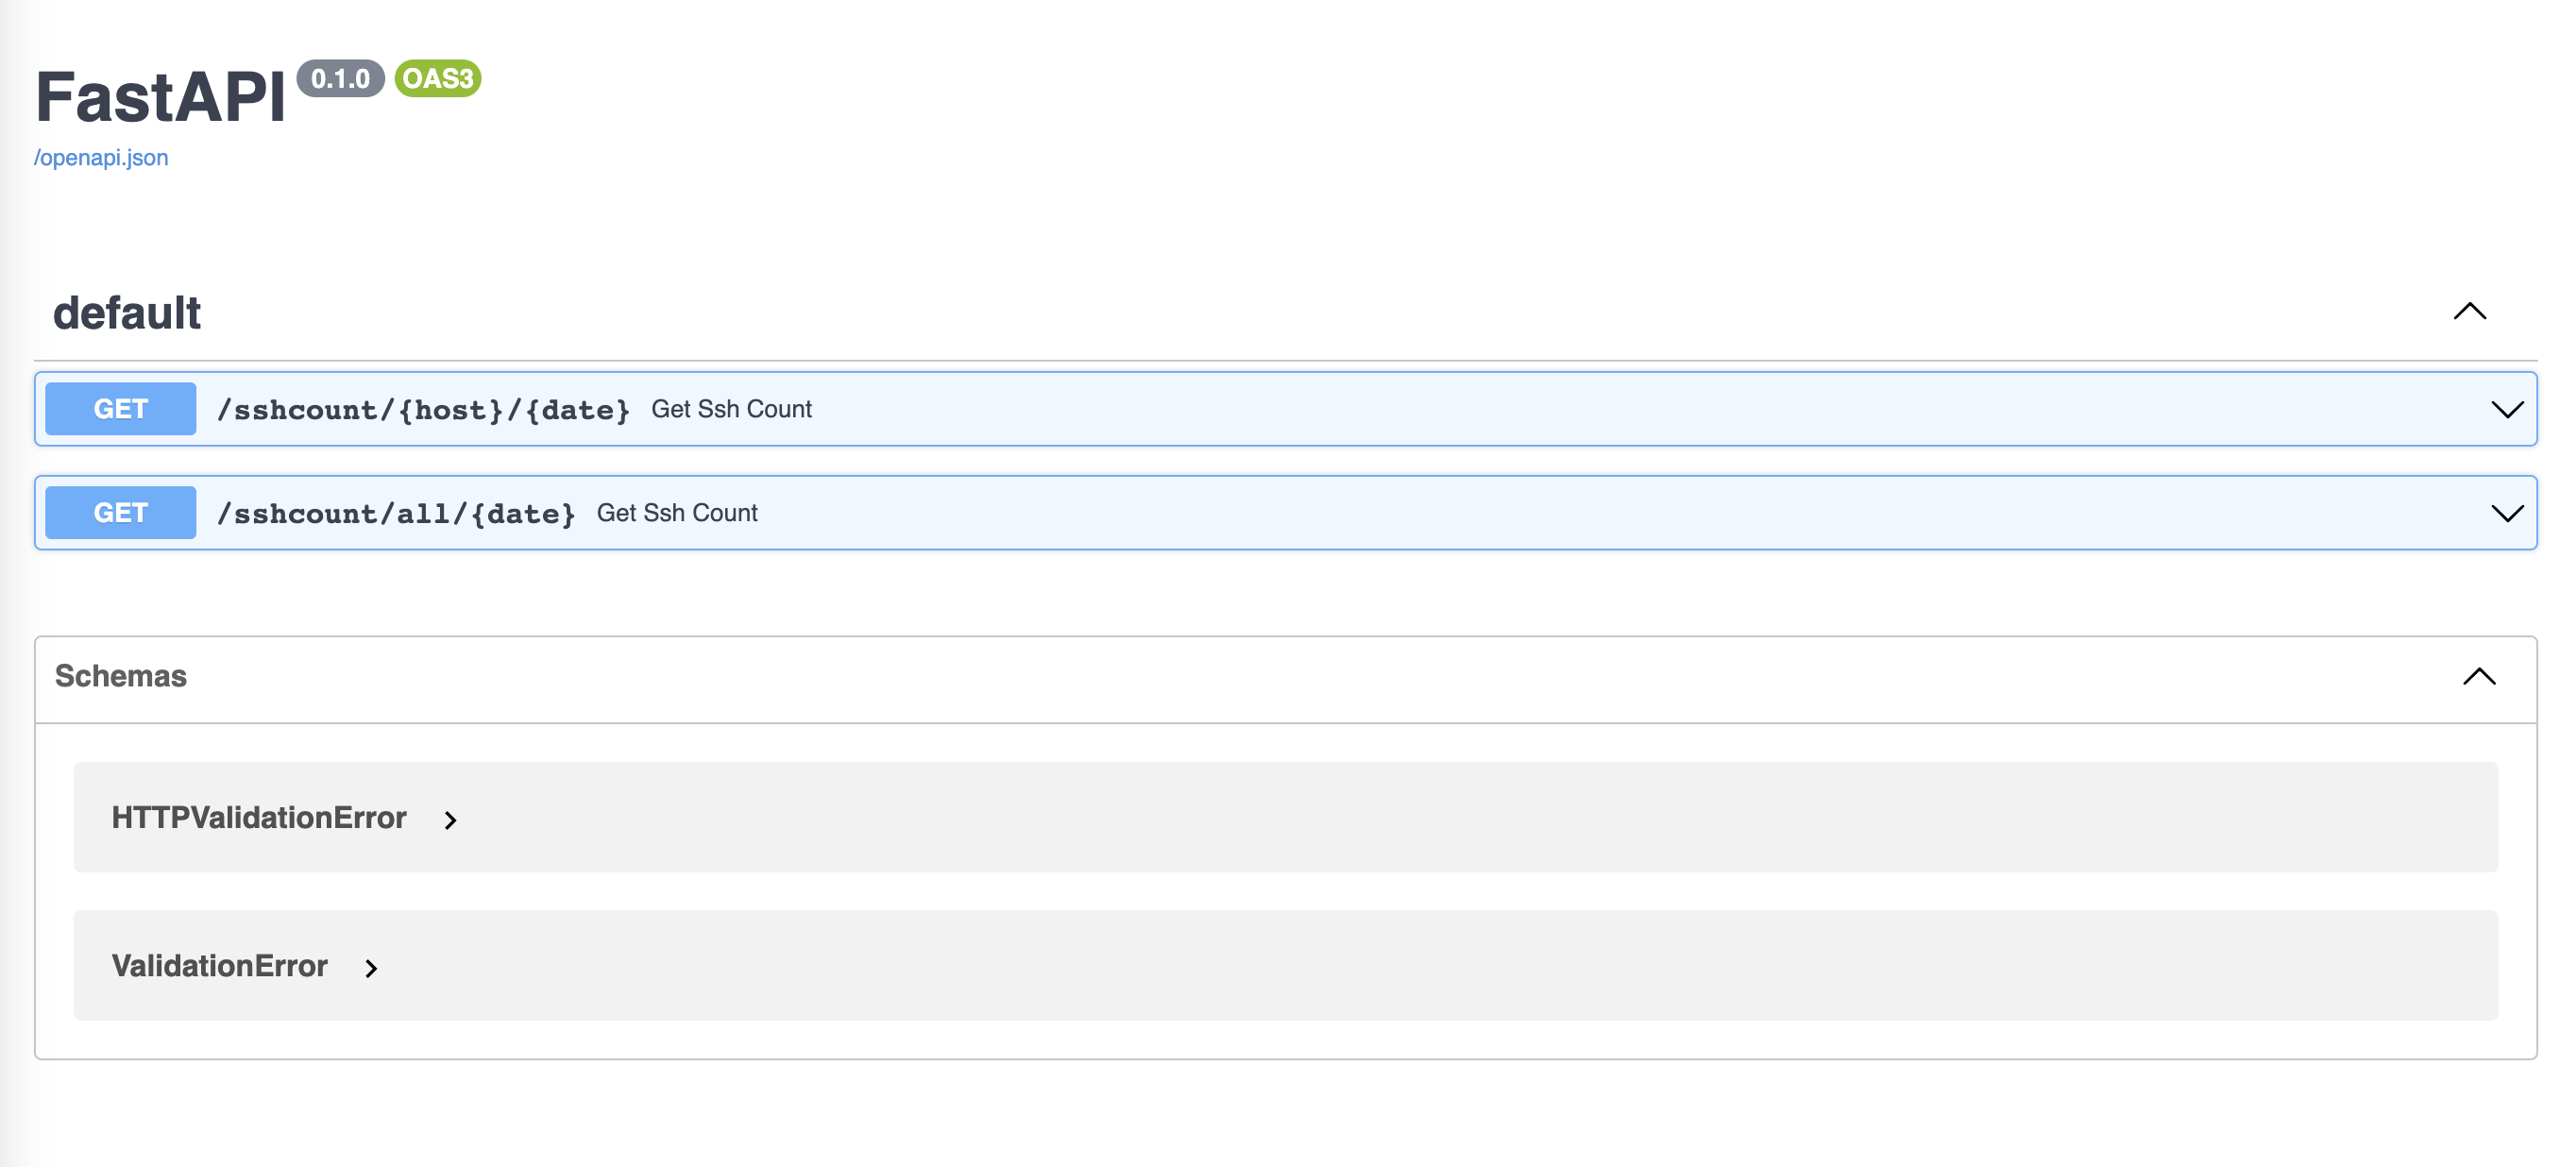 FastAPI 0.1.0 OAS3
/openapi.json
default
GET /sshcount/{host}/{date} Get Ssh Count
GET /sshcount/all/{date} Get Ssh Count
Schemas
HTTPValidationError
ValidationError